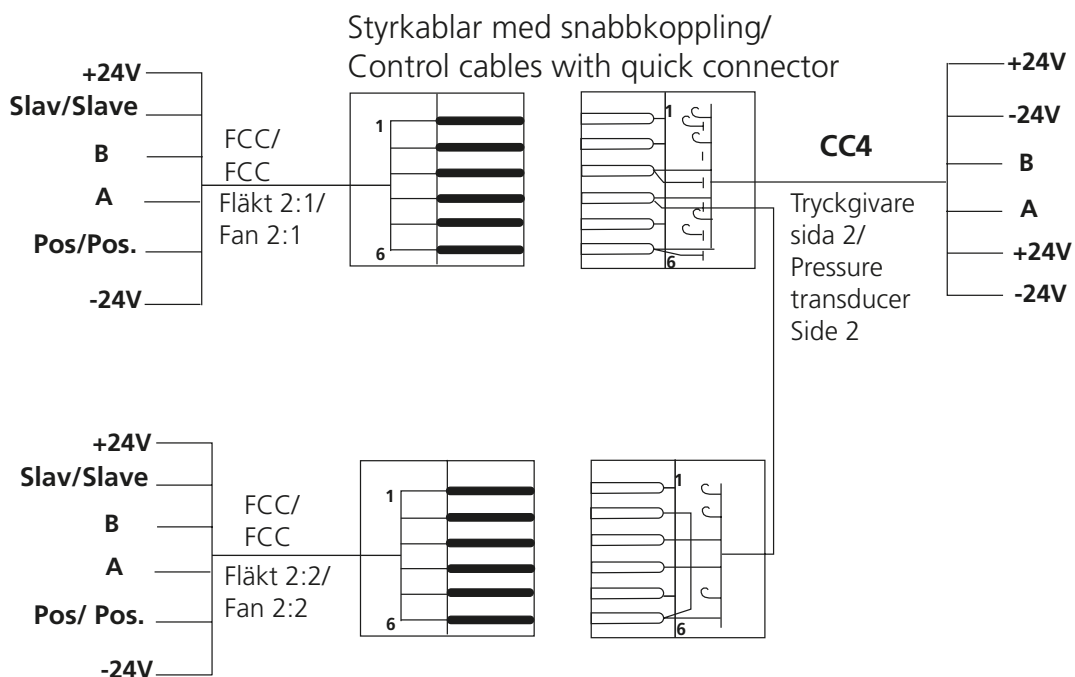 Styrkablar med snabbkoppling/
Control cables with quick connector
+24V
Slav/Slave
B
A
Pos/Pos.
-24V
FCC/
FCC
Fläkt 2:1/
Fan 2:1
1
6
1
6
CC4
Tryckgivare
sida 2/
Pressure
transducer
Side 2
+24V
-24V
B
A
+24V
-24V
+24V
Slav/Slave
B
A
Pos/ Pos.
-24V
FCC/
FCC
Fläkt 2:2/
Fan 2:2
1
6
1
6